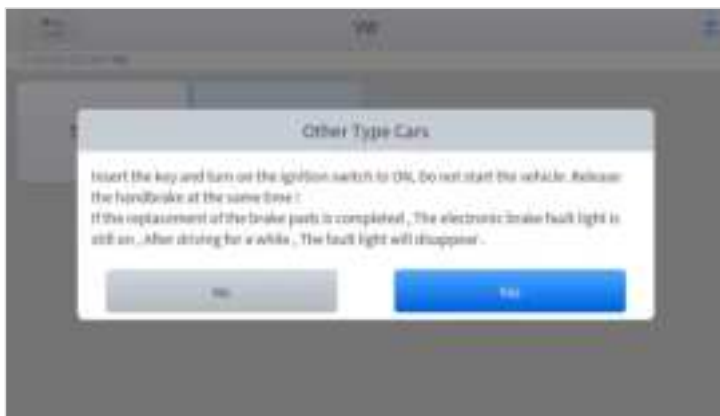 VW
Other Type Cars
Insert the key and turn on the ignition switch to ON, Do not start the vehicle .Release
the handbrake at the same time !
If the replacement of the brake parts is completed , The electronic brake fault light is
still on , After driving for a while , The fault light will disappear .
No
Yes